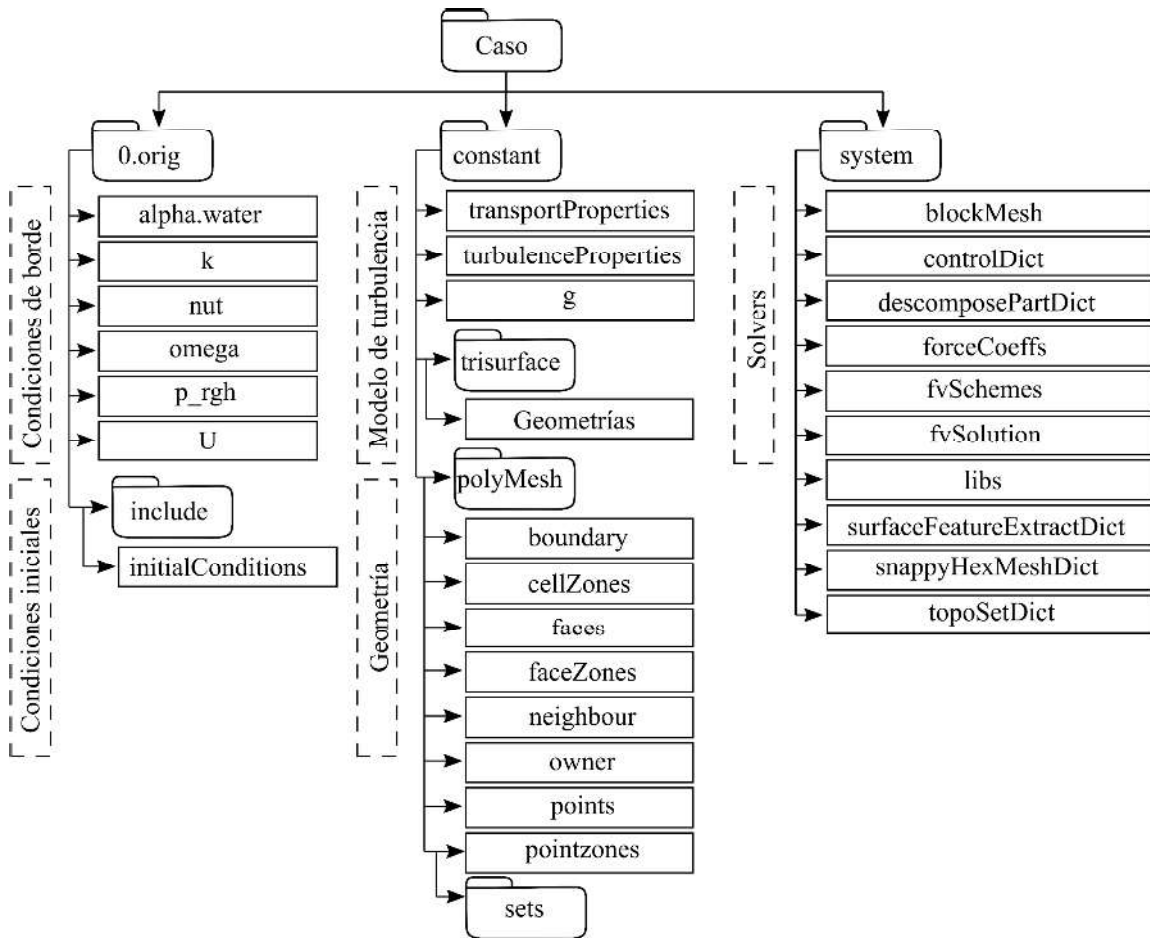 Caso
0.orig
Condiciones de borde
alpha.water
k
nut
omega
p_rgh
U
Condiciones iniciales
include
initialConditions
constant
Modelo de turbulencia
transportProperties
turbulenceProperties
g
trisurface
Geometrías
Geometría
polyMesh
boundary
cellZones
faces
faceZones
neighbour
owner
points
pointzones
sets
system
Solvers
blockMesh
controlDict
descomposePartDict
forceCoeffs
fvSchemes
fvSolution
libs
surfaceFeatureExtractDict
snappyHexMeshDict
topoSetDict